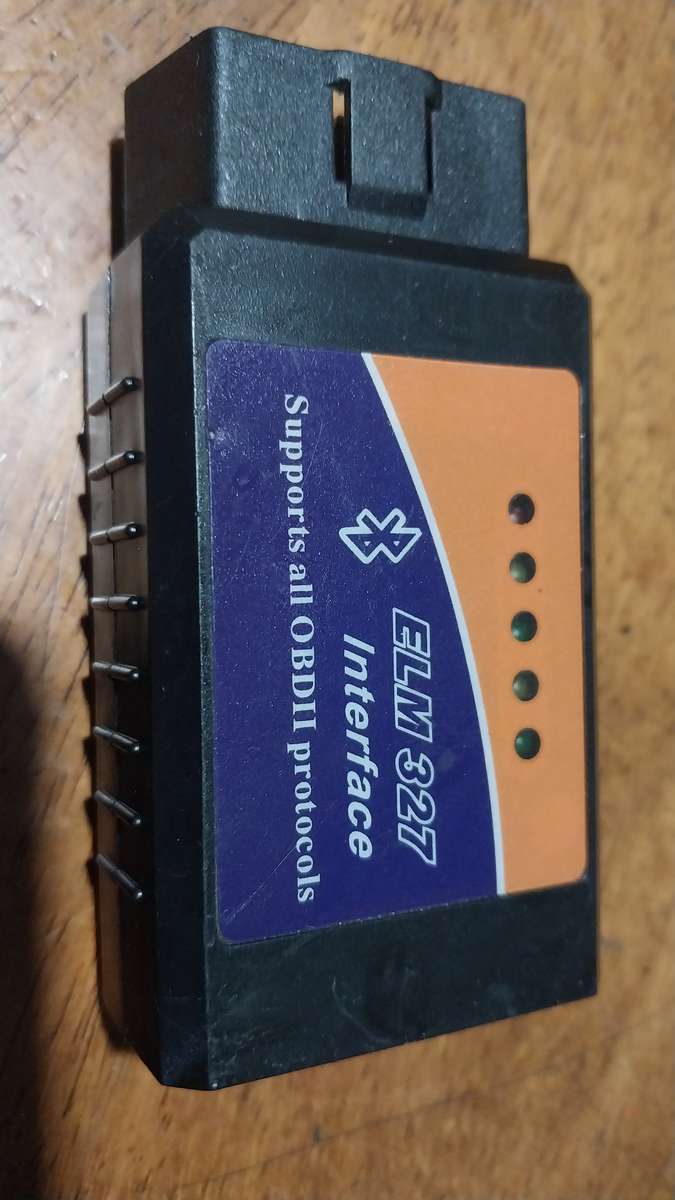 ELM 327
Interface
Supports all OBDII protocols